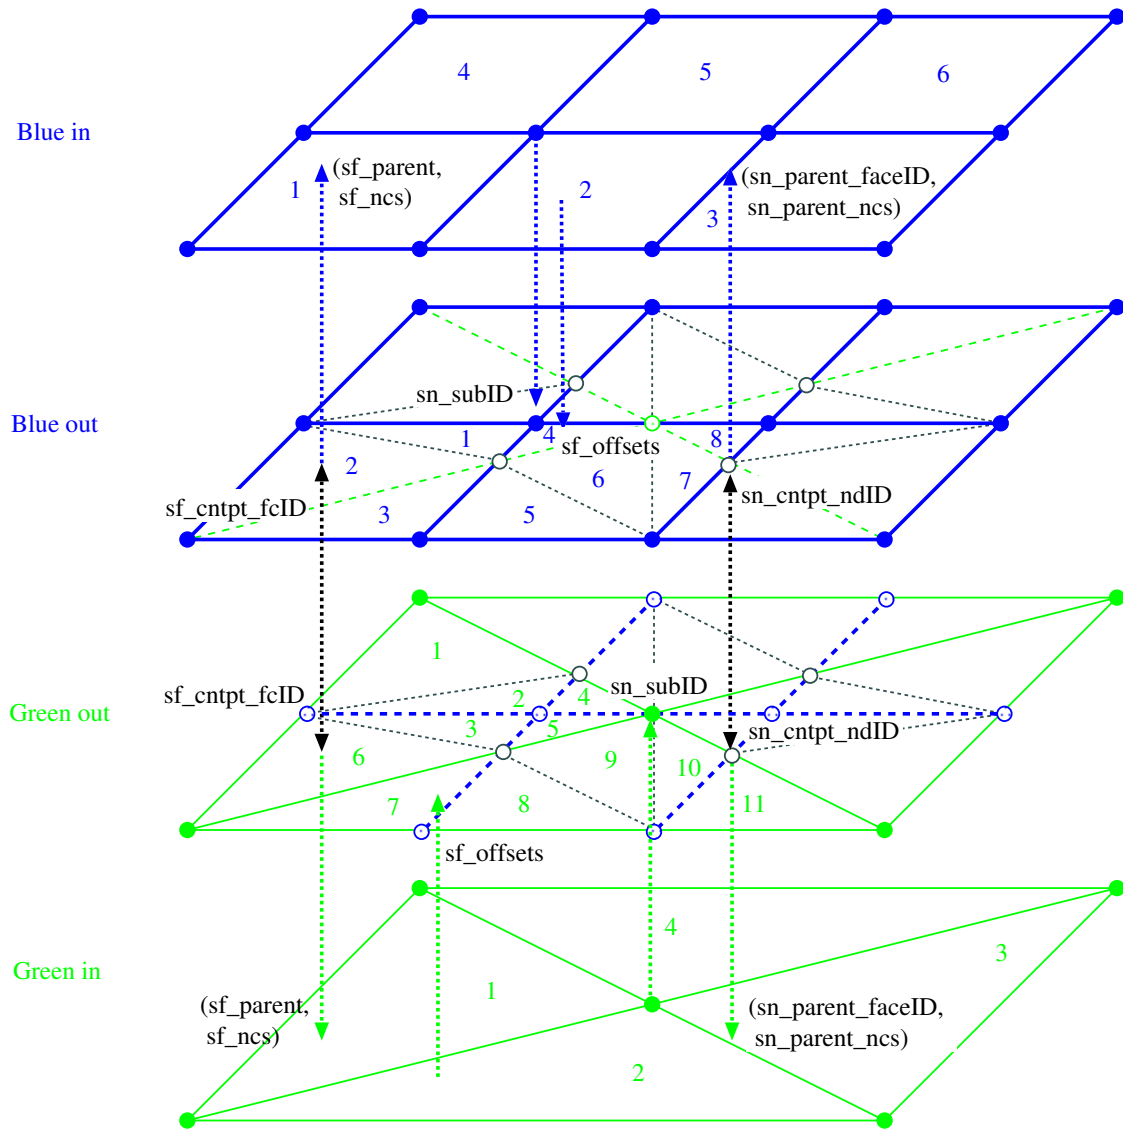 4
5
6
Blue in
(sf_parent,
sf_ncs)
1
2
(sn_parent_faceID,
sn_parent_ncs)
3
sn_subID
Blue out
1
4
sf_offsets
8
2
6
7
sn_cntpt_ndID
sf_cntpt_fcID
3
5
1
sf_cntpt_fcID
2
4
sn_subID
Green out
3
5
sn_cntpt_ndID
6
9
10
7
8
11
sf_offsets
4
3
Green in
1
(sf_parent,
sf_ncs)
(sn_parent_faceID,
sn_parent_ncs)
2